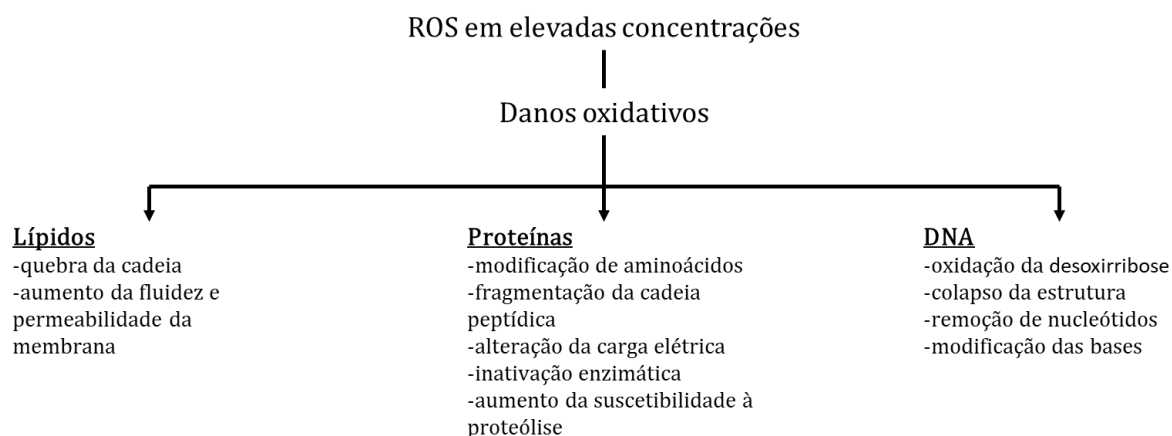 ROS em elevadas concentrações
Danos oxidativos
Lípidos
-quebra da cadeia
-aumento da fluidez e
permeabilidade da
membrana
Proteínas
-modificação de aminoácidos
-fragmentação da cadeia
peptídica
-alteração da carga elétrica
-inativação enzimática
-aumento da suscetibilidade à
proteólise
DNA
-oxidação da desoxirribose
-colapso da estrutura
-remoção de nucleótidos
-modificação das bases